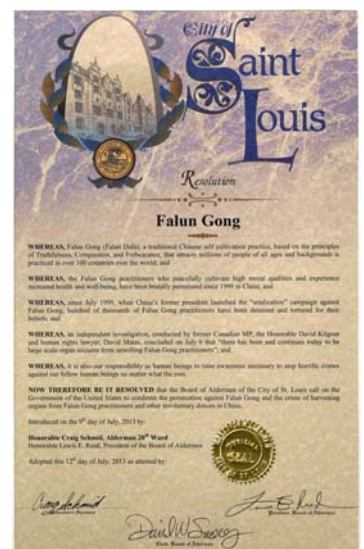 City of
Saint
Louis
Resolution
Falun Gong
WHEREAS, Falun Gong (Falun Dafa), a traditional Chinese self cultivation practice, based on the principles
of Truthfulness, Compassion, and Forbearance, that attracts millions of people of all ages and backgrounds is
practiced in over 100 countries over the world; and
WHEREAS, the Falun Gong practitioners who peacefully cultivate high moral qualities and experience
increased health and well-being, have been brutally persecuted since 1999 in China; and
WHEREAS, since July 1999, when China's former president launched the "eradication" campaign against
Falun Gong, hundred of thousands of Falun Gong practitioners have been detained and tortured for their
beliefs; and
WHEREAS, an independent investigation, conducted by former Canadian MP, the Honorable David Kilgour
and human rights lawyer, David Matas, concluded on July 6 that "there has been and continues today to be
large scale organ seizures from unwilling Falun Gong practitioners"; and
WHEREAS, it is also our responsibility as human beings to raise awareness necessary to stop horrific crimes
against our fellow human beings no matter what the cost.
NOW THEREFORE BE IT RESOLVED that the Board of Aldermen of the City of St. Louis call on the
Government of the United States to condemn the persecution against Falun Gong and the crime of harvesting
organs from Falun Gong practitioners and other involuntary donors in China.
Introduced on the 9th day of July, 2013 by:
Honorable Craig Schmid, Alderman 20th Ward
Honorable Lewis E. Reed, President of the Board of Aldermen
Adopted this 12th day of July, 2013 as attested by:
OFFICIAL
SEAL
Craig Schmid
President, Board of Aldermen
Clerk, Board of Aldermen